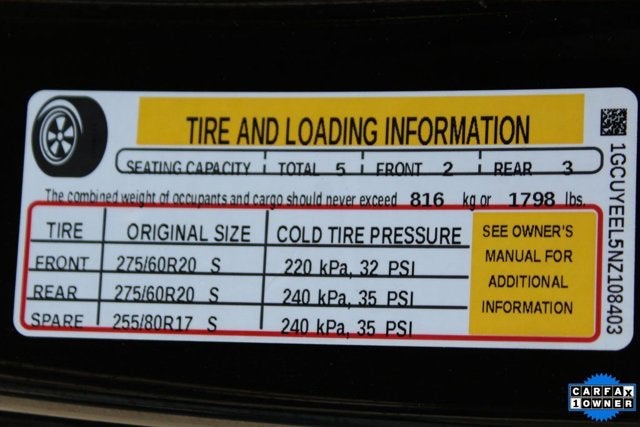 TIRE AND LOADING INFORMATION
SEATING CAPACITY TOTAL 5 FRONT 2 REAR 3
The combined weight of occupants and cargo should never exceed 816 kg or 1798 lbs.
TIRE ORIGINAL SIZE COLD TIRE PRESSURE
FRONT 275/60R20 S 220 kPa, 32 PSI
REAR 275/60R20 S 240 kPa, 35 PSI
SPARE 255/80R17 S 240 kPa, 35 PSI
SEE OWNER'S
MANUAL FOR
ADDITIONAL
INFORMATION
1GCUYEEL5NZ108403
CARFAX
1 OWNER